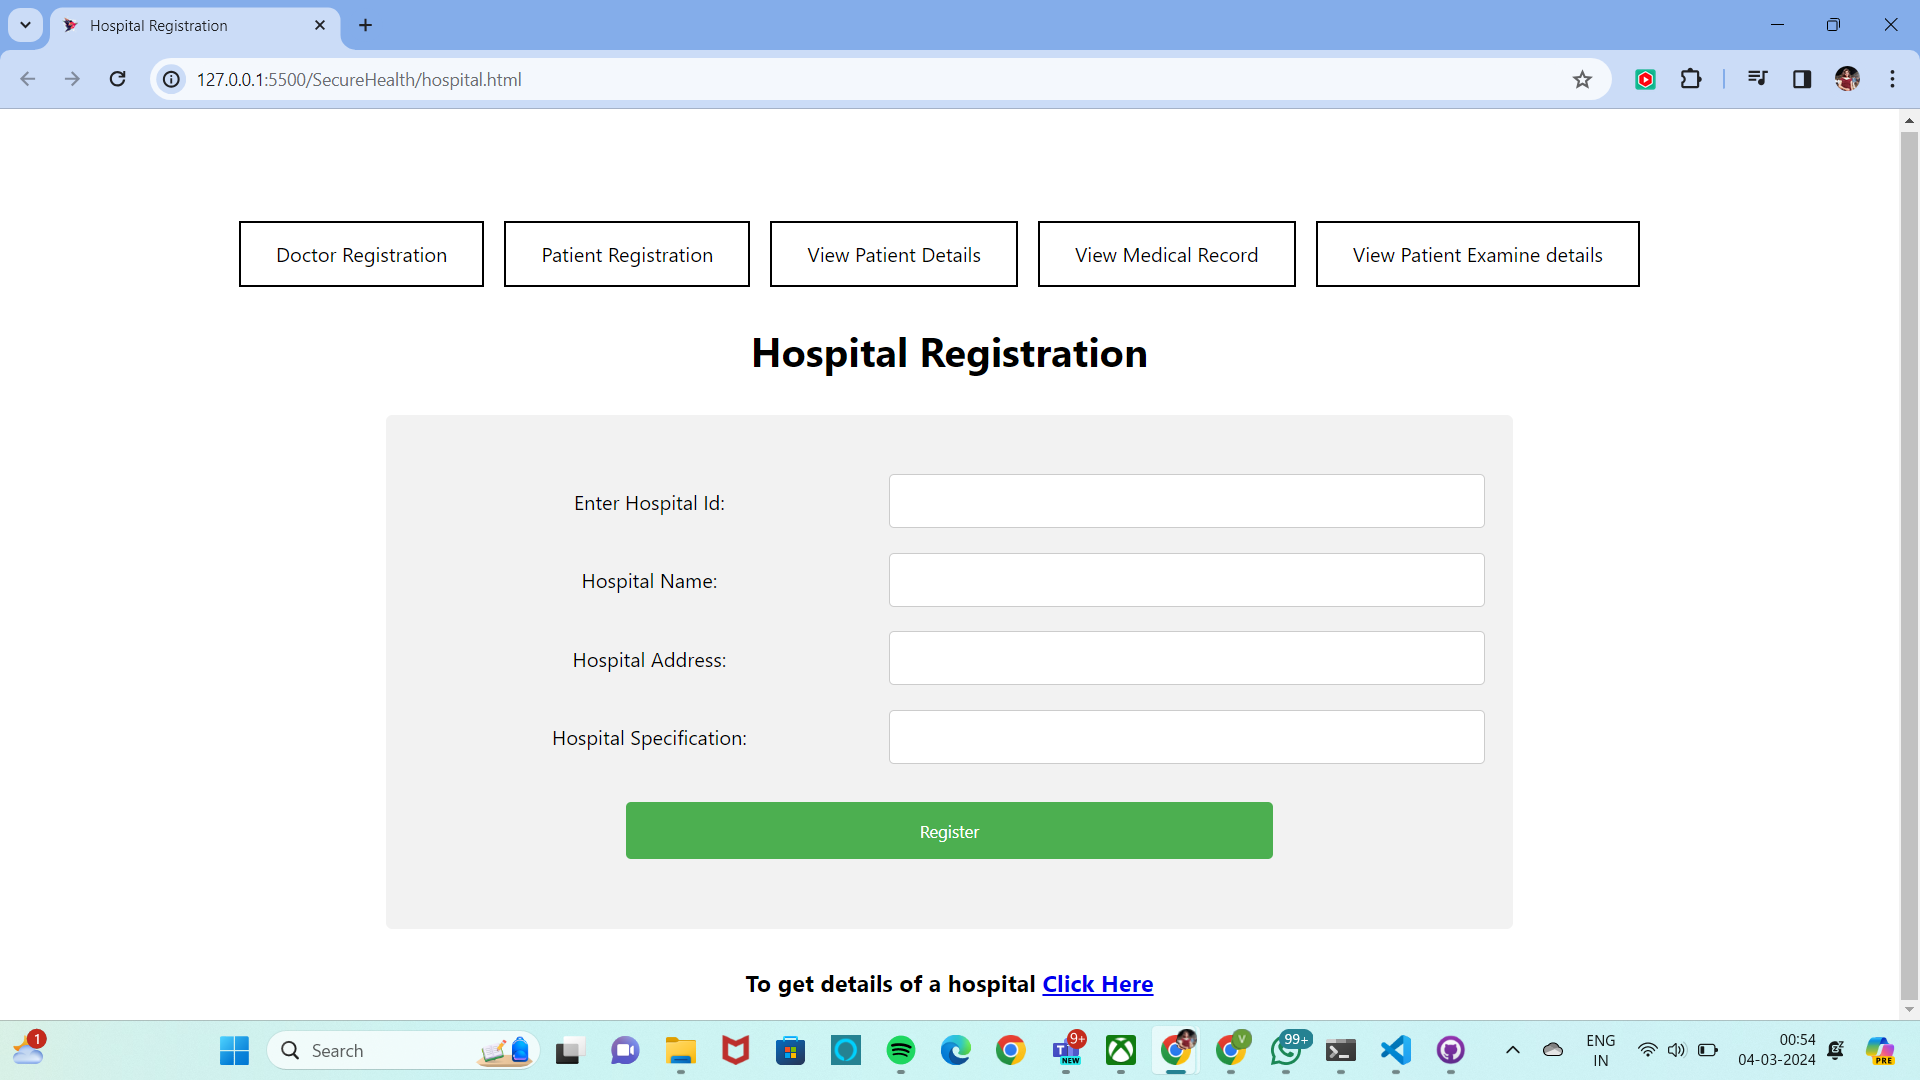 Hospital Registration
127.0.0.1:5500/SecureHealth/hospital.html
Doctor Registration
Patient Registration
View Patient Details
View Medical Record
View Patient Examine details
Hospital Registration
Enter Hospital Id:
Hospital Name:
Hospital Address:
Hospital Specification:
Register
To get details of a hospital Click Here
1
Search
9+
NEW
V
99+
ENG
IN
00:54
04-03-2024
PRE